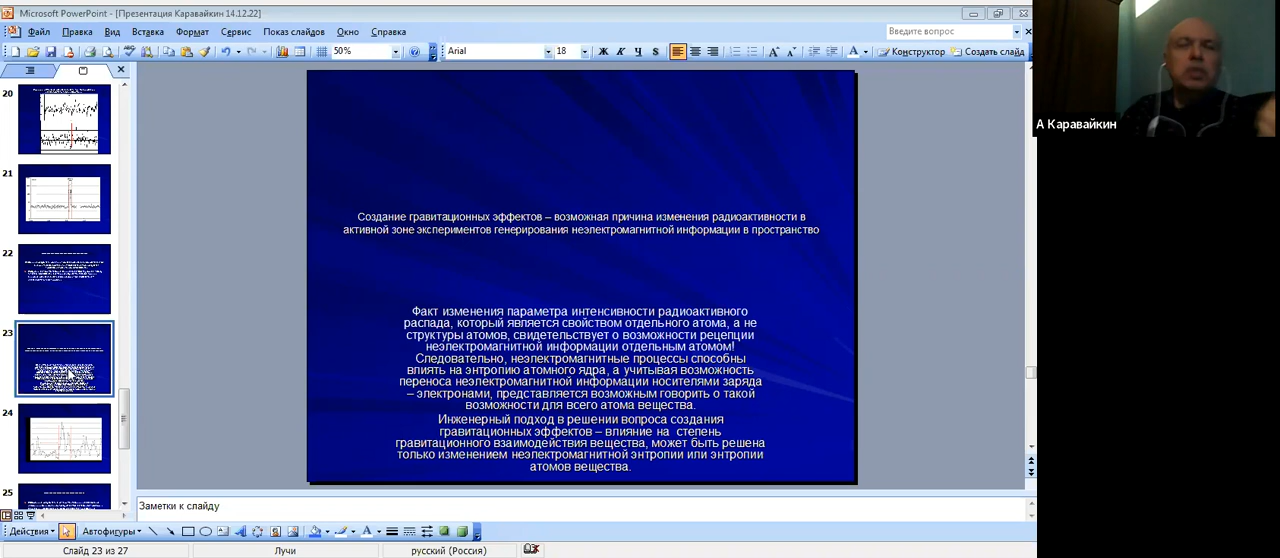 Microsoft PowerPoint - [Презентация Каравайкин 14.12.22]
Файл Правка Вид Вставка Формат Сервис Показ слайдов Окно Справка
Введите вопрос
50%
Arial
18
Ж К Ч S
Конструктор
Создать слайд
А Каравайкин
20
21
22
23
24
25
Создание гравитационных эффектов – возможная причина изменения радиоактивности в
активной зоне экспериментов генерирования неэлектромагнитной информации в пространство
Факт изменения параметра интенсивности радиоактивного
распада, который является свойством отдельного атома, а не
структуры атомов, свидетельствует о возможности рецепции
неэлектромагнитной информации отдельным атомом!
Следовательно, неэлектромагнитные процессы способны
влиять на энтропию атомного ядра, а учитывая возможность
переноса неэлектромагнитной информации носителями заряда
– электронами, представляется возможным говорить о такой
возможности для всего атома вещества.
Инженерный подход в решении вопроса создания
гравитационных эффектов – влияние на степень
гравитационного взаимодействия вещества, может быть решена
только изменением неэлектромагнитной энтропии или энтропии
атомов вещества.
Заметки к слайду
Действия
Автофигуры
Слайд 23 из 27
Лучи
русский (Россия)